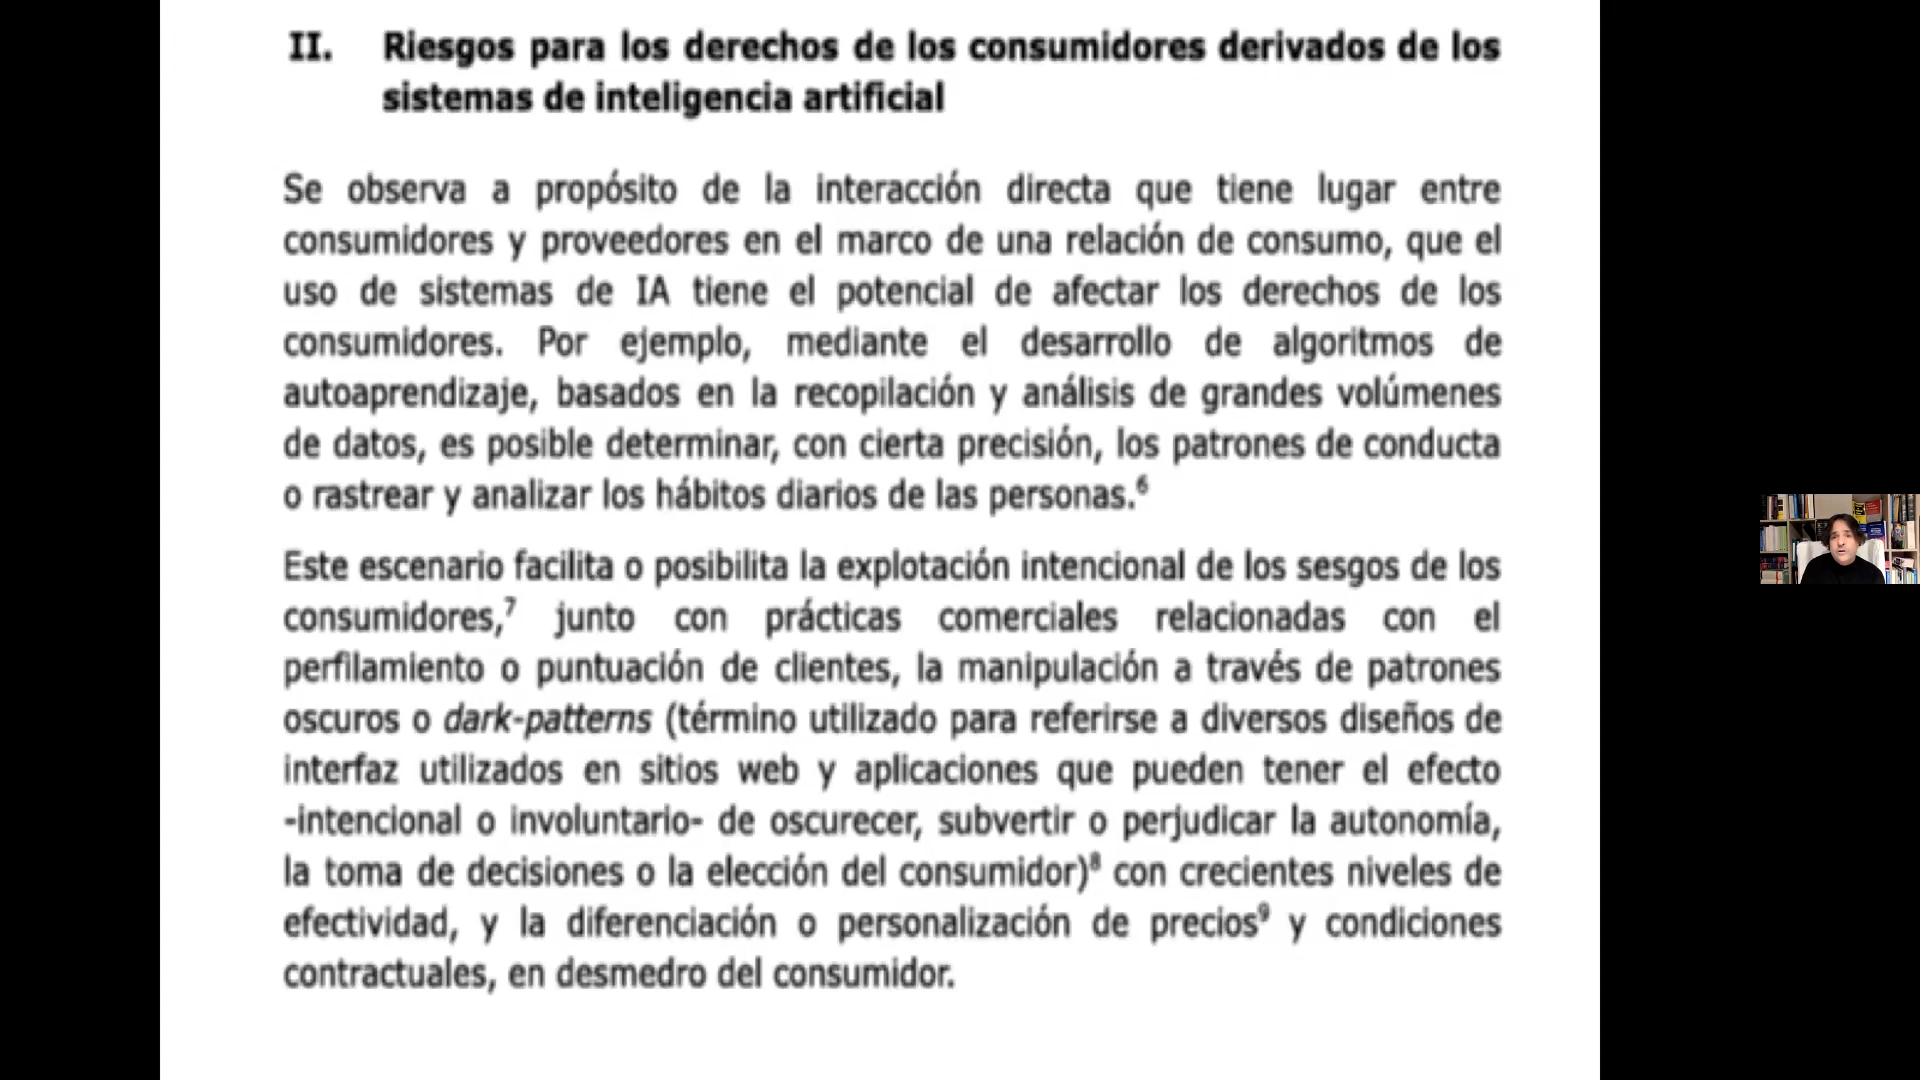 II. Riesgos para los derechos de los consumidores derivados de los
sistemas de inteligencia artificial
Se observa a propósito de la interacción directa que tiene lugar entre
consumidores y proveedores en el marco de una relación de consumo, que el
uso de sistemas de IA tiene el potencial de afectar los derechos de los
consumidores. Por ejemplo, mediante el desarrollo de algoritmos de
autoaprendizaje, basados en la recopilación y análisis de grandes volúmenes
de datos, es posible determinar, con cierta precisión, los patrones de conducta
o rastrear y analizar los hábitos diarios de las personas.⁶
Este escenario facilita o posibilita la explotación intencional de los sesgos de los
consumidores,⁷ junto con prácticas comerciales relacionadas con el
perfilamiento o puntuación de clientes, la manipulación a través de patrones
oscuros o dark-patterns (término utilizado para referirse a diversos diseños de
interfaz utilizados en sitios web y aplicaciones que pueden tener el efecto
-intencional o involuntario- de oscurecer, subvertir o perjudicar la autonomía,
la toma de decisiones o la elección del consumidor)⁸ con crecientes niveles de
efectividad, y la diferenciación o personalización de precios⁹ y condiciones
contractuales, en desmedro del consumidor.